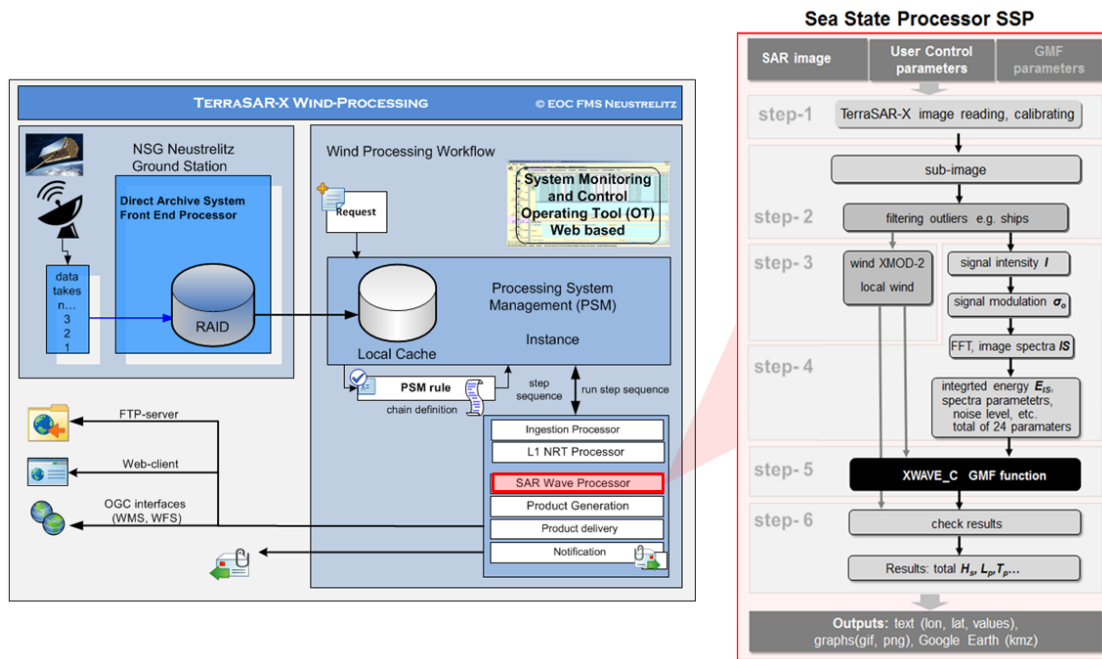 TERRASAR-X WIND-PROCESSING
© EOC FMS NEUSTRELITZ
NSG Neustrelitz
Ground Station
Direct Archive System
Front End Processor
data
takes
n...
3
2
1
RAID
Wind Processing Workflow
Request
System Monitoring
and Control
Operating Tool (OT)
Web based
Processing System
Management (PSM)
Instance
Local Cache
PSM rule
chain definition
step
sequence
run step sequence
Ingestion Processor
L1 NRT Processor
SAR Wave Processor
Product Generation
Product delivery
Notification
FTP-server
Web-client
OGC interfaces
(WMS, WFS)
Sea State Processor SSP
SAR image
User Control
parameters
GMF
parameters
step-1
TerraSAR-X image reading, calibrating
sub-image
step- 2
filtering outliers e.g. ships
step- 3
wind XMOD-2
local wind
signal intensity I
signal modulation σo
FFT, image spectra IS
step- 4
integrted energy EIS,
spectra parametetrs,
noise level, etc.
total of 24 paramaters
step- 5
XWAVE_C GMF function
step- 6
check results
Results: total Hs, Lp,Tp...
Outputs: text (lon, lat, values),
graphs(gif, png), Google Earth (kmz)